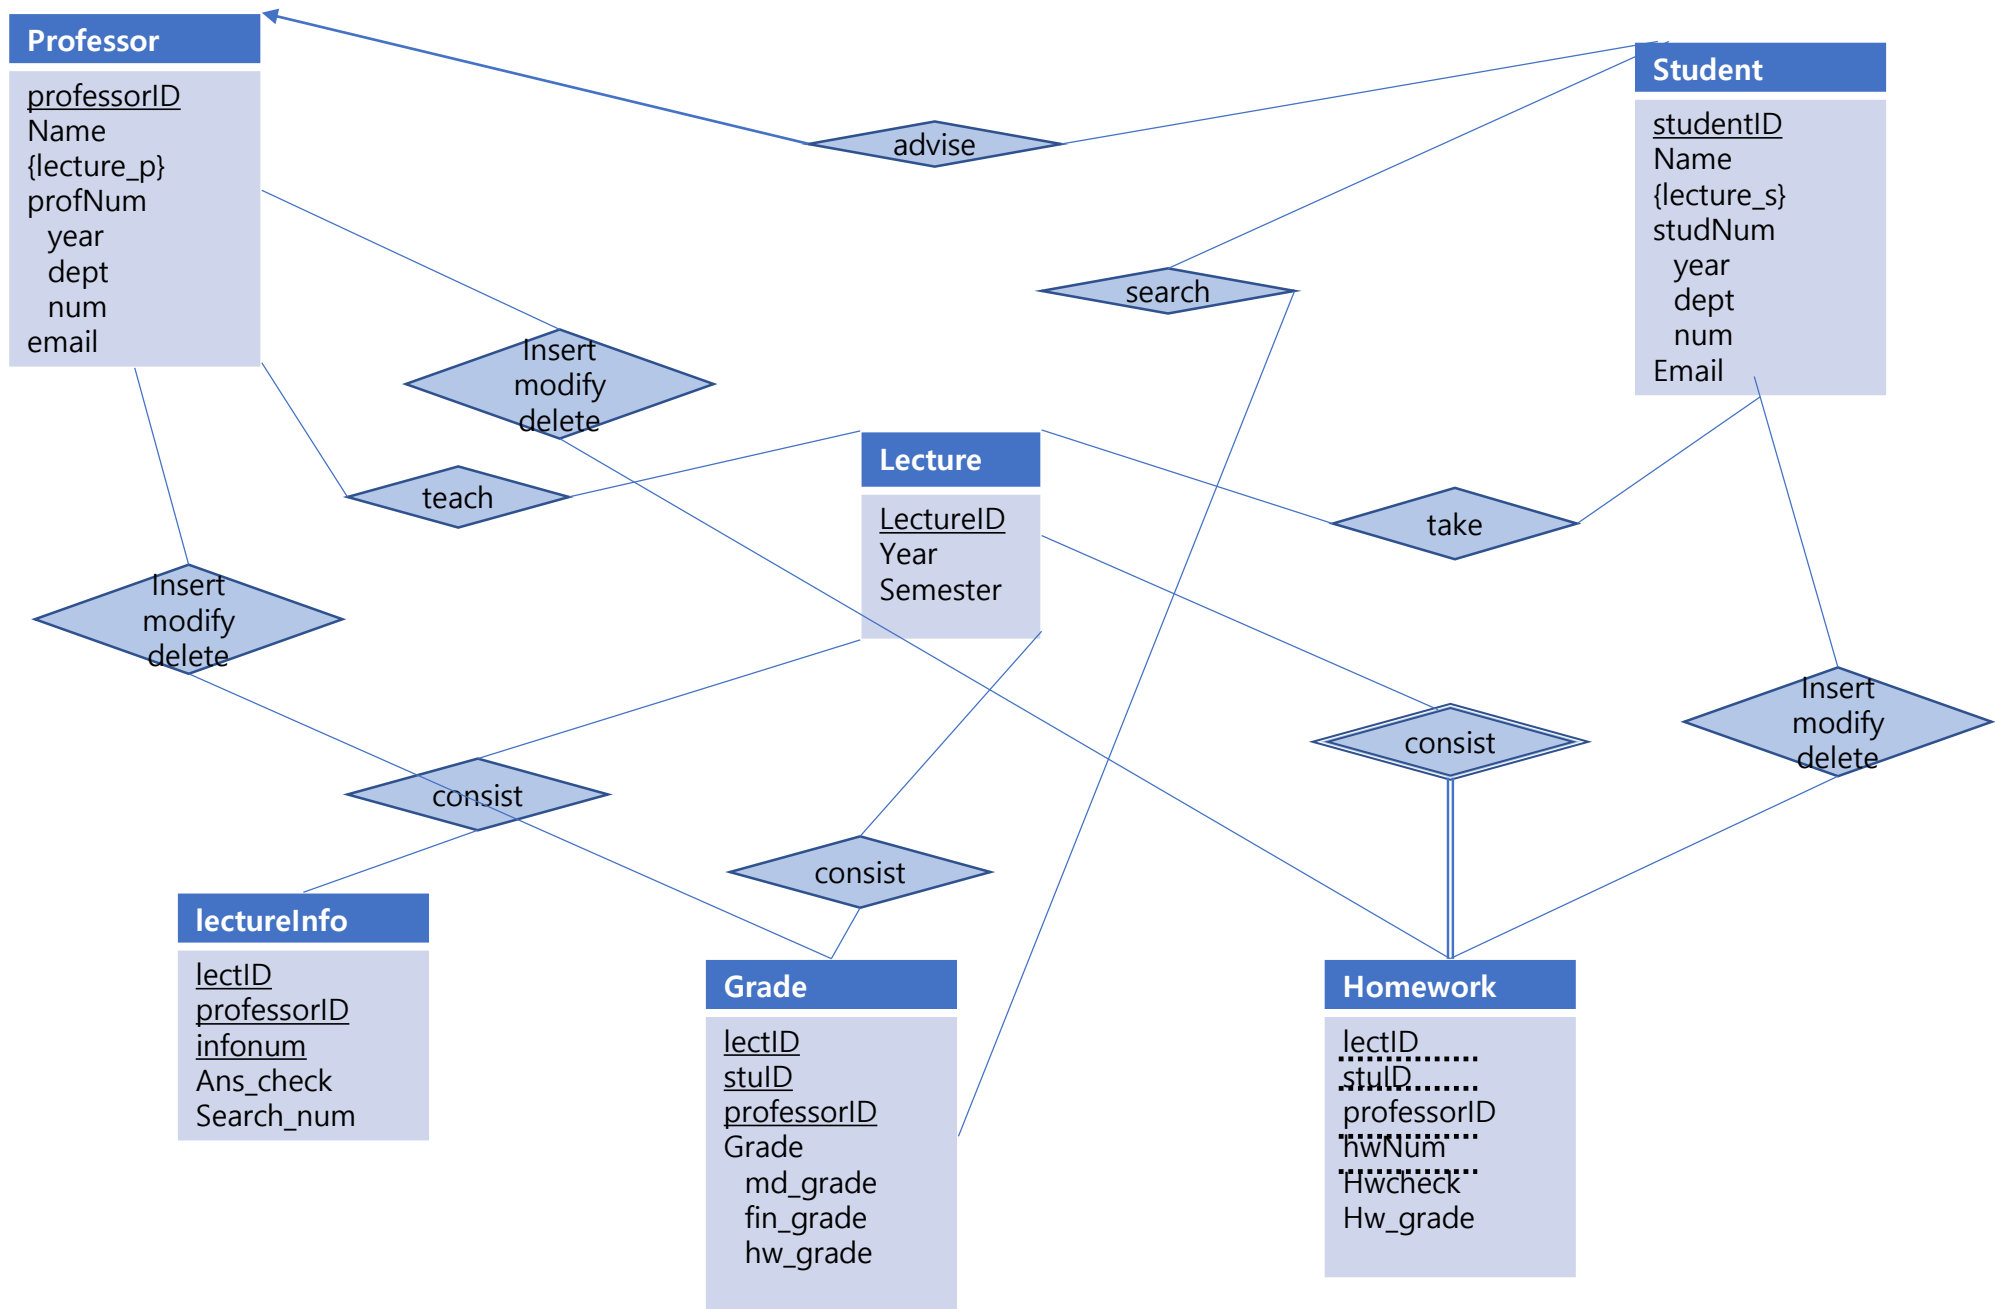 Professor
professorID
Name
{lecture_p}
profNum
year
dept
num
email
advise
Student
studentID
Name
{lecture_s}
studNum
year
dept
num
Email
search
Insert
modify
delete
teach
Lecture
LectureID
Year
Semester
take
Insert
modify
delete
consist
consist
consist
Insert
modify
delete
lectureInfo
lectID
professorID
infonum
Ans_check
Search_num
Grade
lectID
stuID
professorID
Grade
md_grade
fin_grade
hw_grade
Homework
lectID
stuID
professorID
hwNum
Hwcheck
Hw_grade